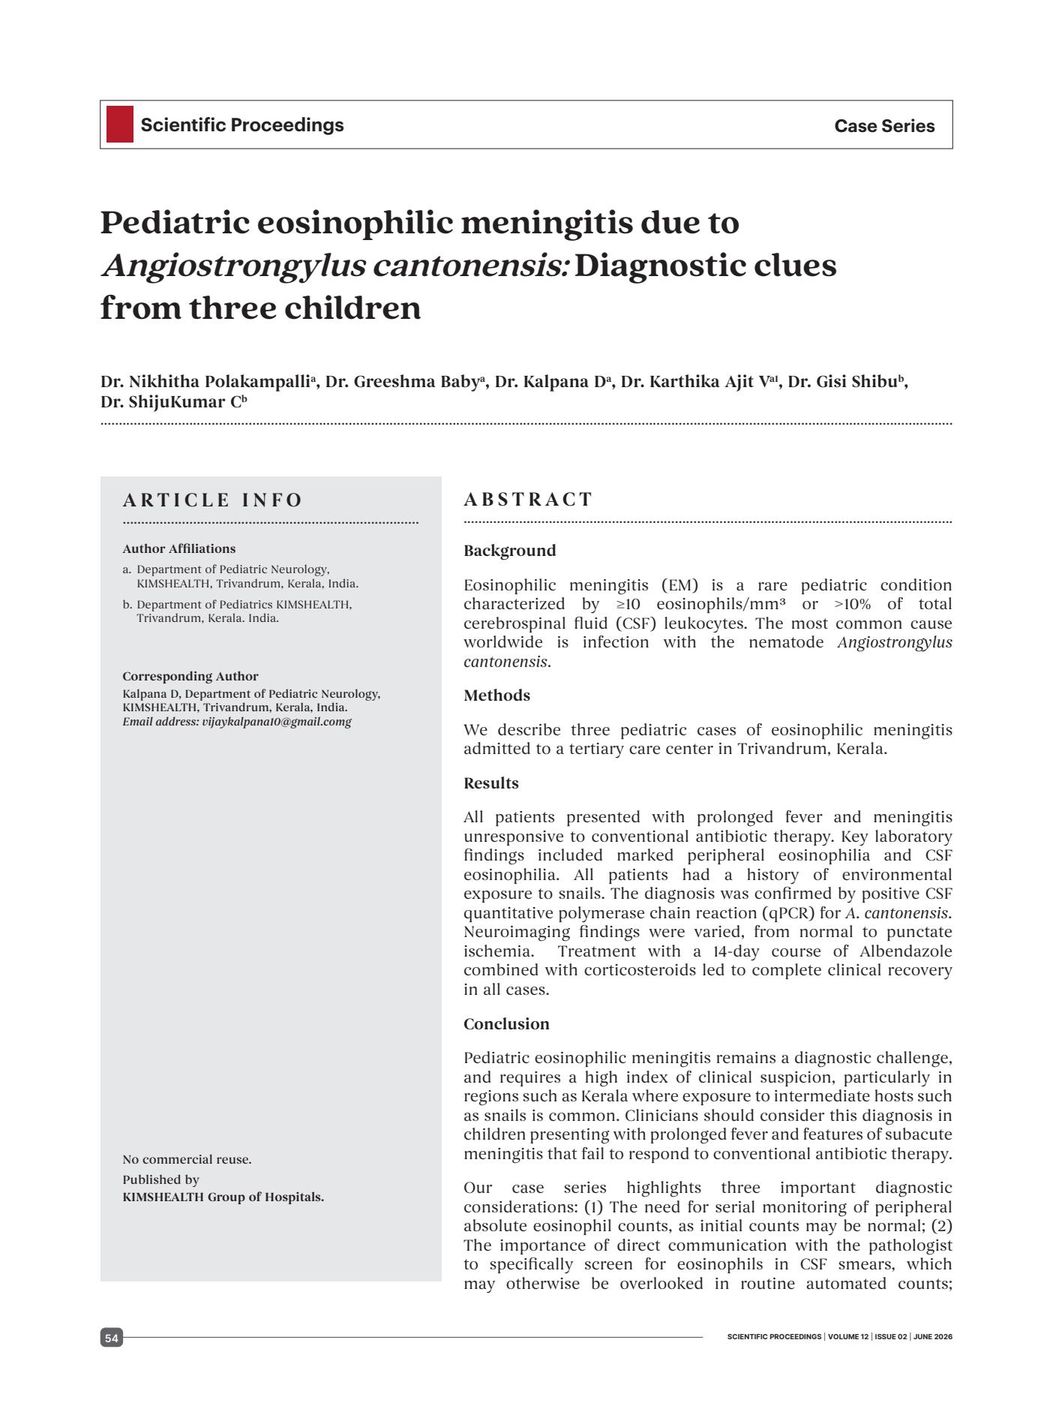 Scientific Proceedings
Case Series
Pediatric eosinophilic meningitis due to
Angiostrongylus cantonensis: Diagnostic clues
from three children
Dr. Nikhitha Polakampalliᵃ, Dr. Greeshma Babyᵃ, Dr. Kalpana Dᵃ, Dr. Karthika Ajit Vᵃ¹, Dr. Gisi Shibuᵇ,
Dr. ShijuKumar Cᵇ
ARTICLE INFO
Author Affiliations
a. Department of Pediatric Neurology,
KIMSHEALTH, Trivandrum, Kerala, India.
b. Department of Pediatrics KIMSHEALTH,
Trivandrum, Kerala. India.
Corresponding Author
Kalpana D, Department of Pediatric Neurology,
KIMSHEALTH, Trivandrum, Kerala, India.
Email address: vijaykalpana10@gmail.comg
No commercial reuse.
Published by
KIMSHEALTH Group of Hospitals.
ABSTRACT
Background
Eosinophilic meningitis (EM) is a rare pediatric condition
characterized by ≥10 eosinophils/mm³ or >10% of total
cerebrospinal fluid (CSF) leukocytes. The most common cause
worldwide is infection with the nematode Angiostrongylus
cantonensis.
Methods
We describe three pediatric cases of eosinophilic meningitis
admitted to a tertiary care center in Trivandrum, Kerala.
Results
All patients presented with prolonged fever and meningitis
unresponsive to conventional antibiotic therapy. Key laboratory
findings included marked peripheral eosinophilia and CSF
eosinophilia. All patients had a history of environmental
exposure to snails. The diagnosis was confirmed by positive CSF
quantitative polymerase chain reaction (qPCR) for A. cantonensis.
Neuroimaging findings were varied, from normal to punctate
ischemia. Treatment with a 14-day course of Albendazole
combined with corticosteroids led to complete clinical recovery
in all cases.
Conclusion
Pediatric eosinophilic meningitis remains a diagnostic challenge,
and requires a high index of clinical suspicion, particularly in
regions such as Kerala where exposure to intermediate hosts such
as snails is common. Clinicians should consider this diagnosis in
children presenting with prolonged fever and features of subacute
meningitis that fail to respond to conventional antibiotic therapy.
Our case series highlights three important diagnostic
considerations: (1) The need for serial monitoring of peripheral
absolute eosinophil counts, as initial counts may be normal; (2)
The importance of direct communication with the pathologist
to specifically screen for eosinophils in CSF smears, which
may otherwise be overlooked in routine automated counts;
54
SCIENTIFIC PROCEEDINGS | VOLUME 12 | ISSUE 02 | JUNE 2026